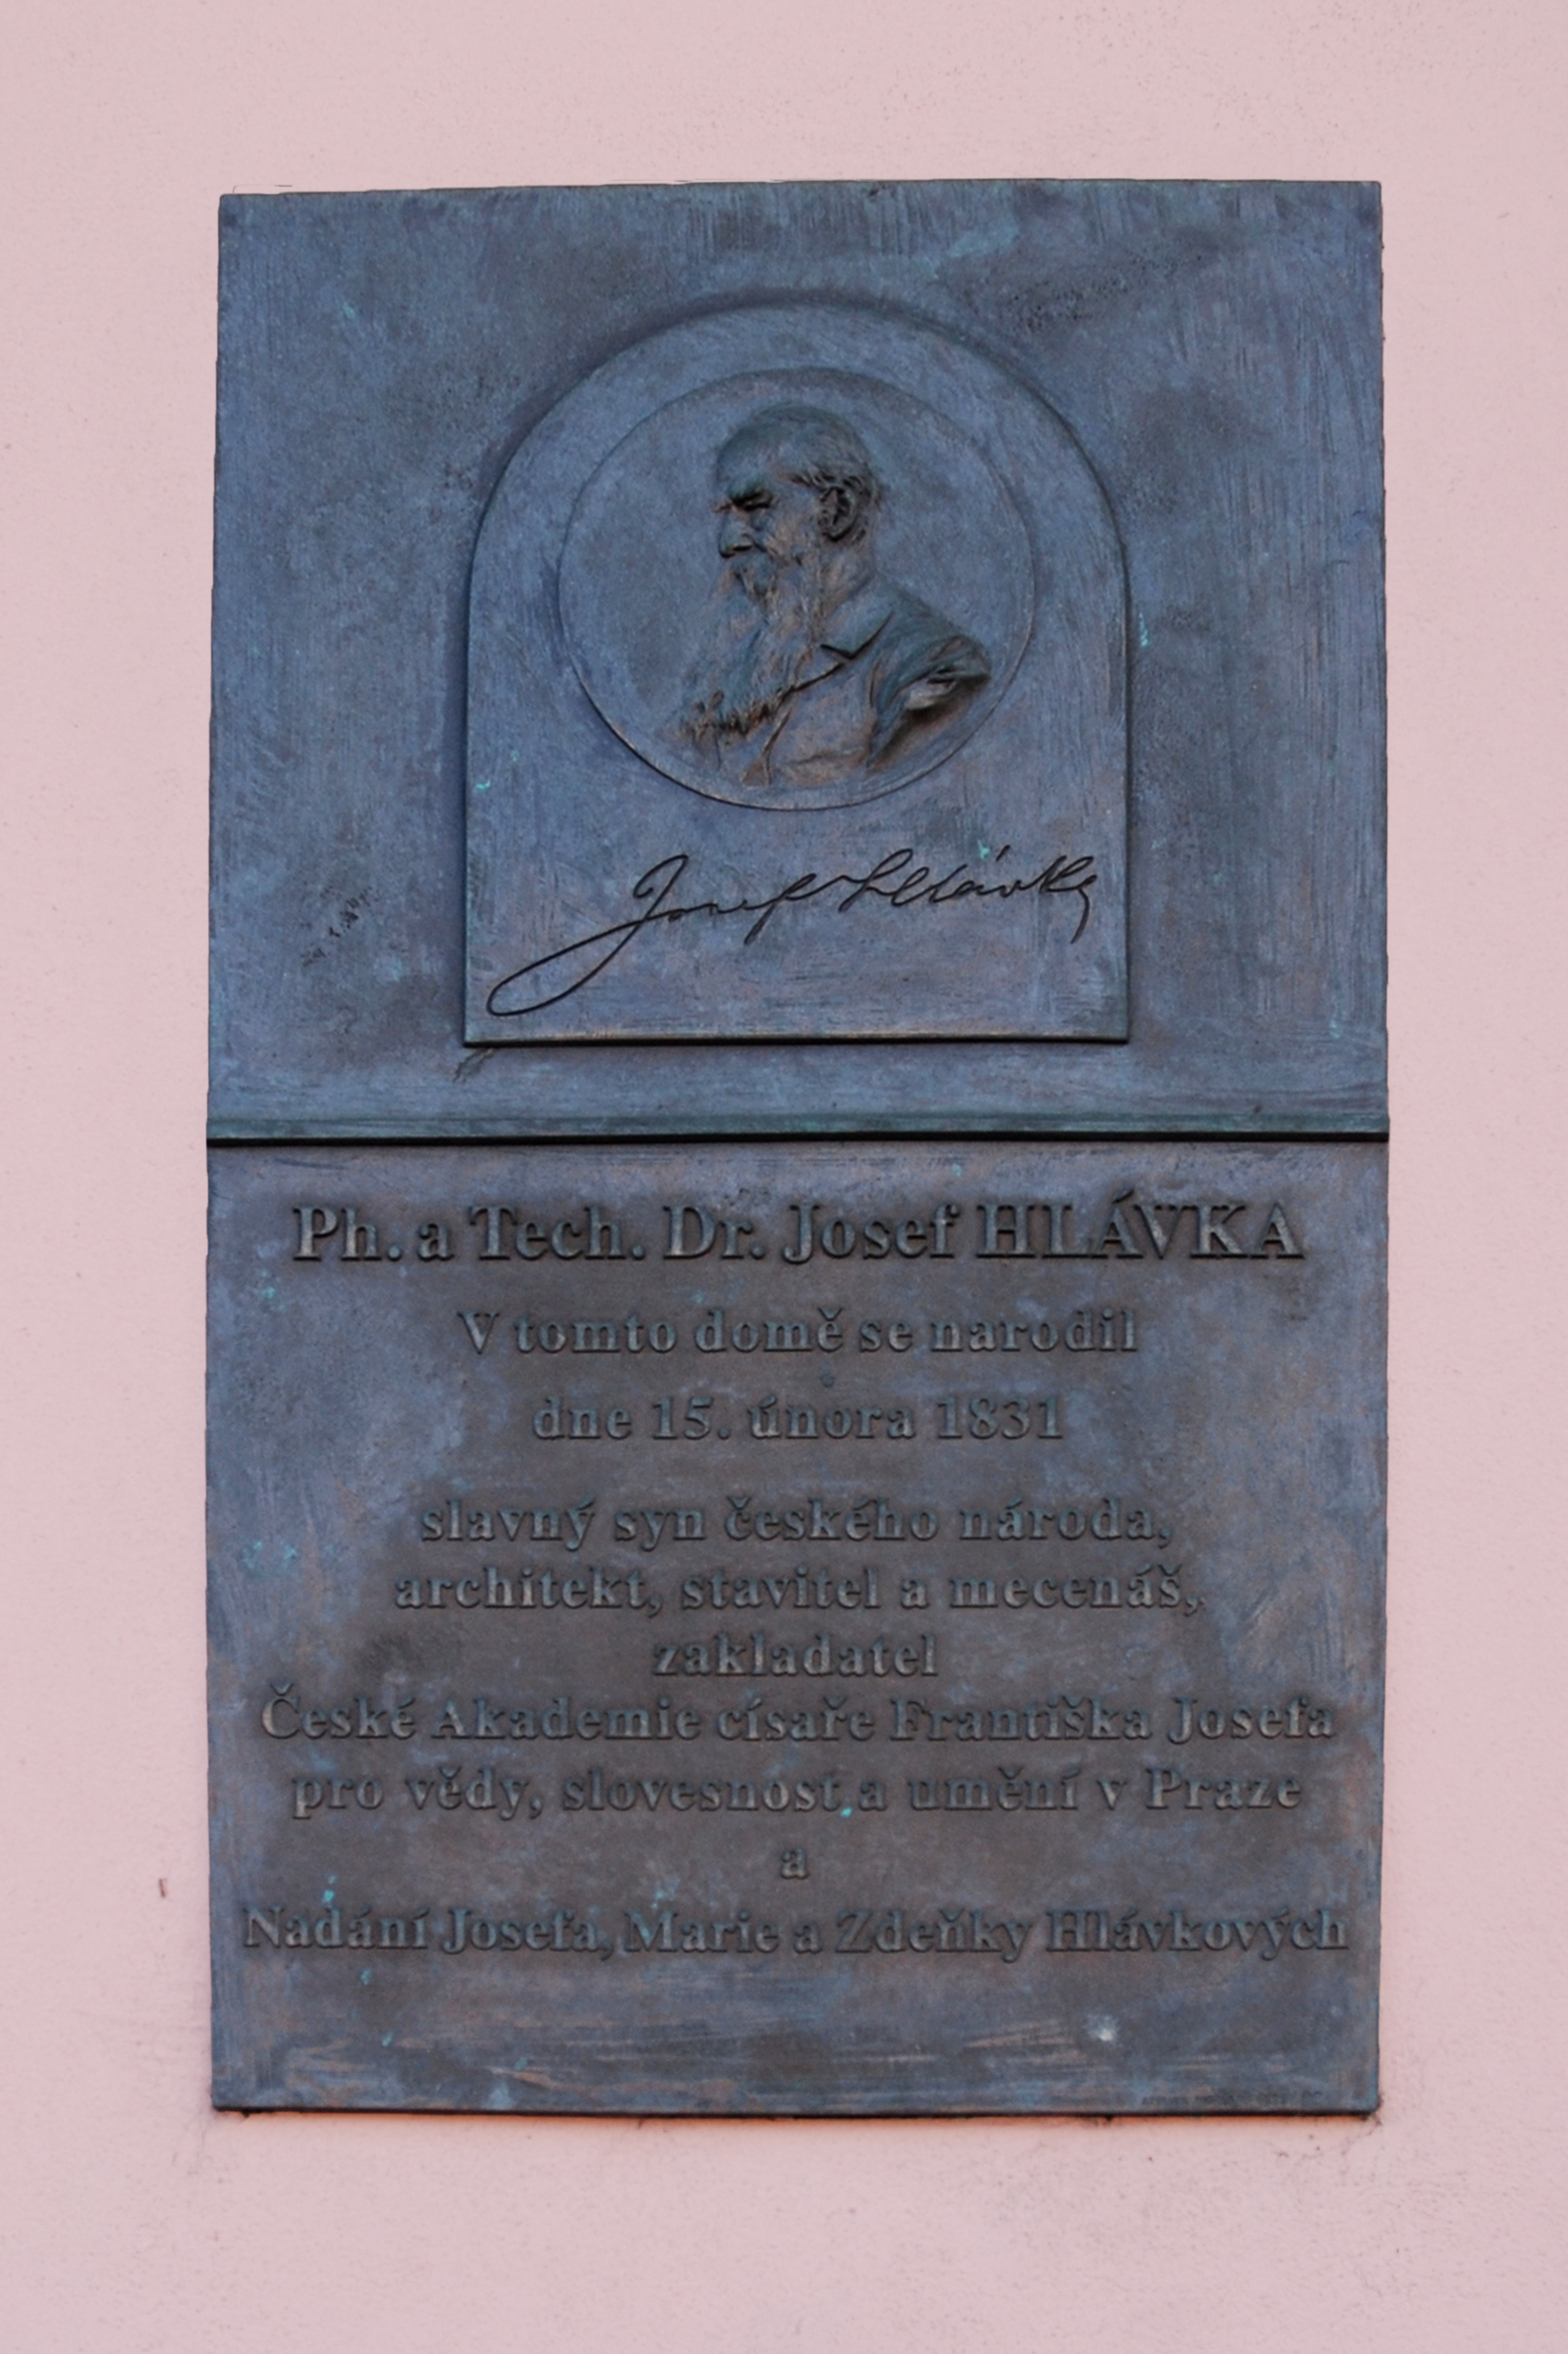 Josef Hlávka
Ph. a Tech. Dr. Josef HLÁVKA
V tomto domě se narodil
dne 15. února 1831
slavný syn českého národa,
architekt, stavitel a mecenáš,
zakladatel
České Akademie císaře Františka Josefa
pro vědy, slovesnost a umění v Praze
a
Nadání Josefa, Marie a Zdeňky Hlávkových